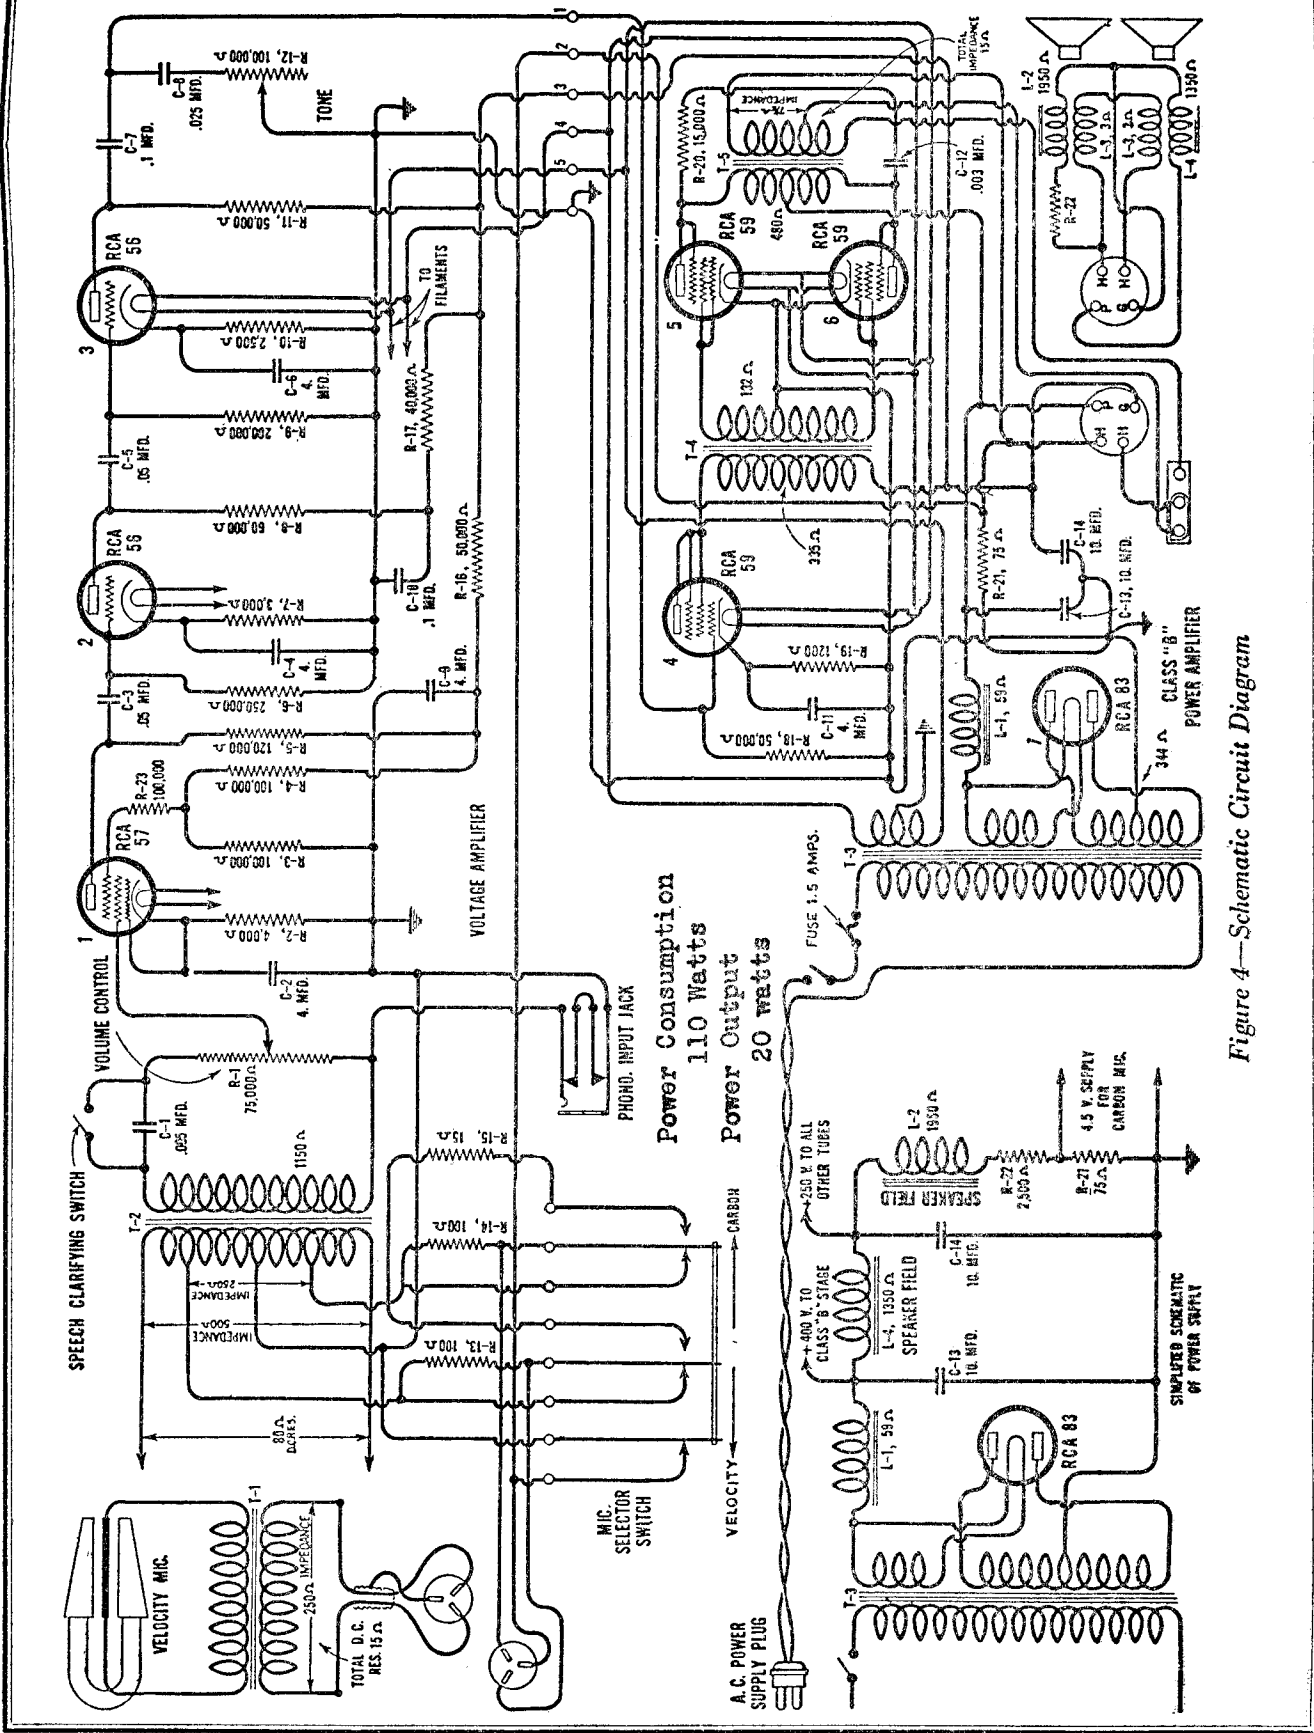 VELOCITY MIC.
T-1
250Ω IMPEDANCE
TOTAL D.C.
RES. 15Ω
SPEECH CLARIFYING SWITCH
C-1
VOLUME CONTROL
R-1
75,000Ω
T-2
1150Ω
250Ω
IMPEDANCE
500Ω
IMPEDANCE
80Ω
D.C.RES.
1
RCA
57
R-23
100,000
R-2, 4,000Ω
C-2
4. MFD.
R-3, 100,000Ω
R-4, 100,000Ω
R-5, 120,000Ω
C-3
.05 MFD.
R-6, 250,000Ω
2
RCA
56
R-7, 3,000Ω
C-4
4.
MFD.
C-9
4. MFD.
C-5
.05 MFD.
C-10
.1 MFD.
R-16, 50,000Ω
R-17, 40,000Ω
3
RCA
56
R-10, 2,500Ω
C-6
4.
MFD.
TO
FILAMENTS
R-11, 50,000Ω
C-7
.1 MFD.
C-8
.025 MFD.
R-12, 100,000Ω
TONE
VOLTAGE AMPLIFIER
1
2
3
4
5
R-13, 100Ω
R-14, 100Ω
R-15, 15Ω
MIC.
SELECTOR
SWITCH
VELOCITY
CARBON
PHONO. INPUT JACK
Power Consumption
110 Watts
Power Output
20 watts
4
RCA
59
R-18, 50,000Ω
C-11
4.
MFD.
R-19, 1200Ω
T-4
335Ω
132Ω
5
RCA
59
6
RCA
59
480Ω
T-5
R-20, 15,000Ω
IMPEDANCE
TOTAL
IMPEDANCE
15Ω
C-12
.003 MFD.
L-2
1950Ω
L-3, 3Ω
L-4
1350Ω
R-22
H
H
P
G
P
G
H
H
R-21, 75Ω
C-14
10. MFD.
C-13, 10. MFD.
L-1, 59Ω
7
RCA 83
344Ω
CLASS "B"
POWER AMPLIFIER
T-3
FUSE 1.5 AMPS.
A.C. POWER
SUPPLY PLUG
T-3
RCA 83
L-1, 59Ω
+400 V. TO
CLASS "B" STAGE
C-13
10. MFD.
L-4, 1350Ω
SPEAKER FIELD
+250 V. TO ALL
OTHER TUBES
C-14
10. MFD.
L-2
1950Ω
SPEAKER FIELD
R-22
2,500Ω
R-21
75Ω
4.5 V. SUPPLY
FOR
CARBON MIC.
SIMPLIFIED SCHEMATIC
OF POWER SUPPLY
Figure 4—Schematic Circuit Diagram